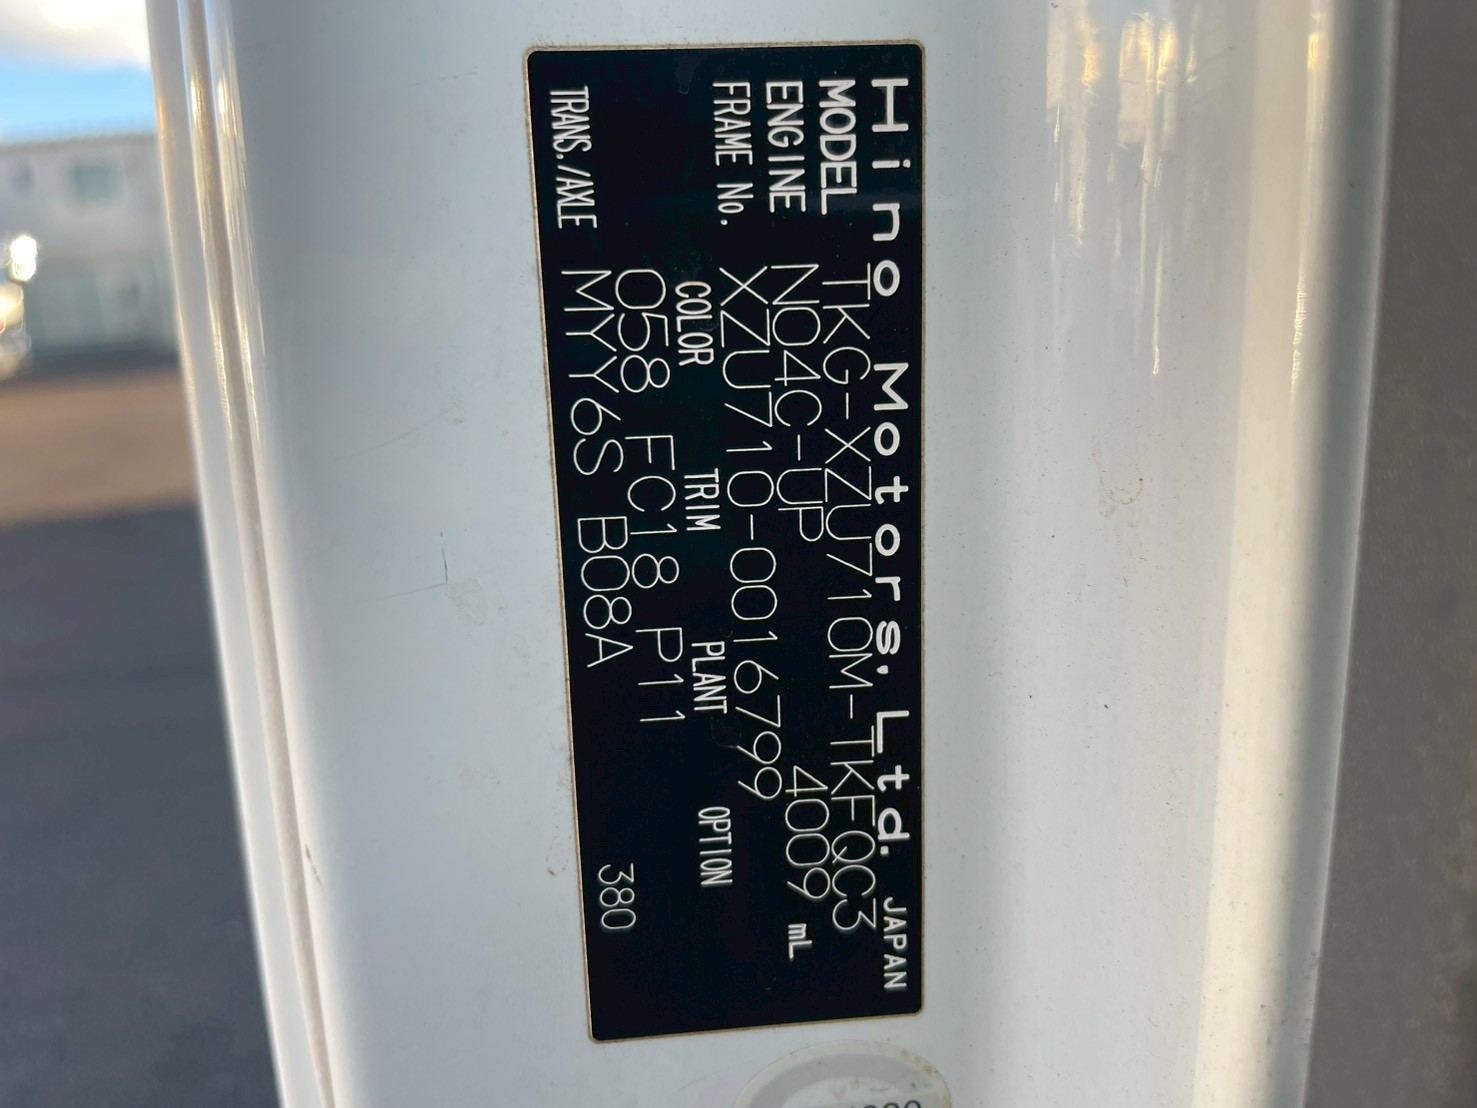 Hino Motors, Ltd. JAPAN
MODEL TKG-XZU710M-TKFQC3
ENGINE N04C-UP 4009 mL
FRAME No. XZU710-0016799
COLOR TRIM PLANT OPTION
058 FC18 P11
TRANS./AXLE MYY6S B08A 380